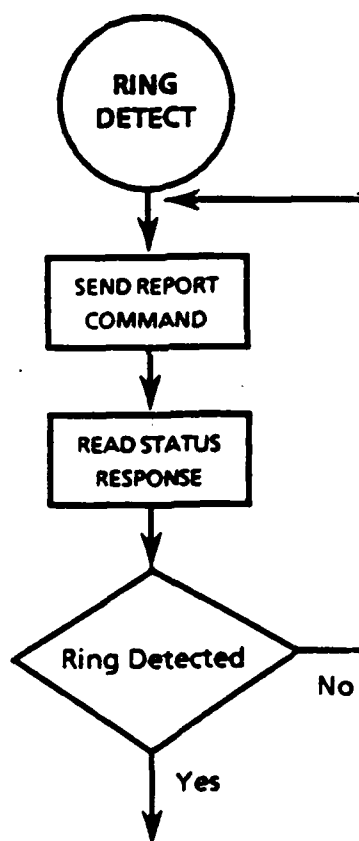 RING
DETECT
SEND REPORT
COMMAND
READ STATUS
RESPONSE
Ring Detected
No
Yes